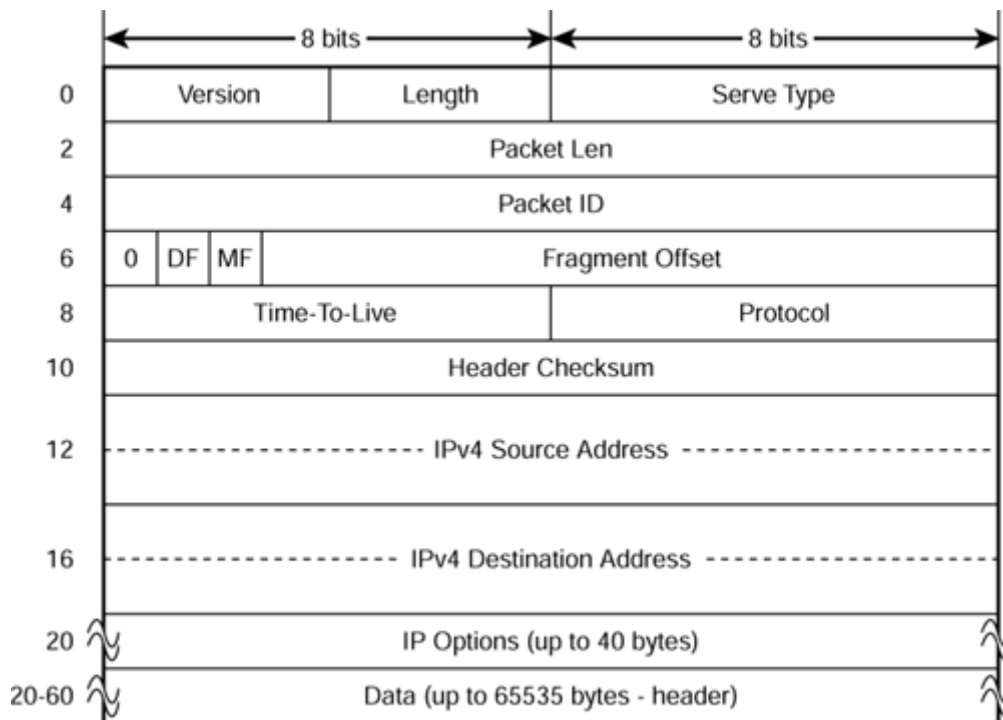 8 bits 8 bits
0 Version Length Serve Type
2 Packet Len
4 Packet ID
6 0 DF MF Fragment Offset
8 Time-To-Live Protocol
10 Header Checksum
12 IPv4 Source Address
16 IPv4 Destination Address
20 IP Options (up to 40 bytes)
20-60 Data (up to 65535 bytes - header)